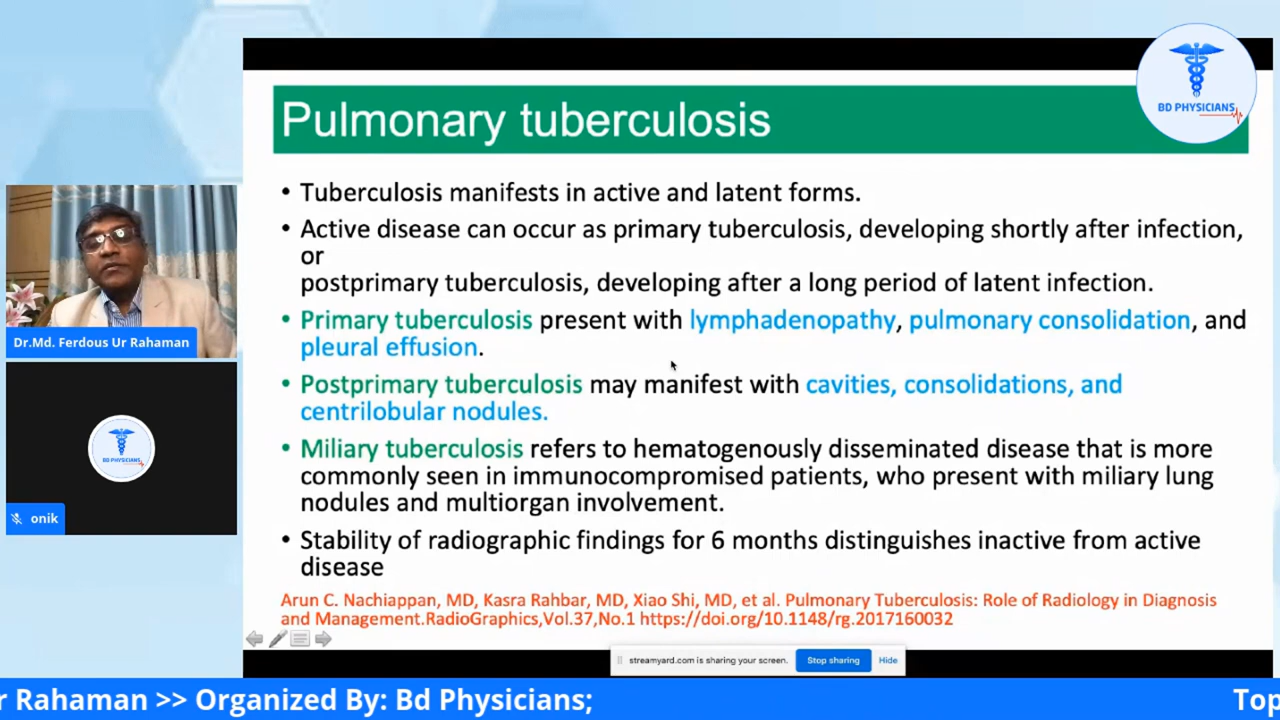 BD PHYSICIANS
Pulmonary tuberculosis
• Tuberculosis manifests in active and latent forms.
• Active disease can occur as primary tuberculosis, developing shortly after infection,
or
postprimary tuberculosis, developing after a long period of latent infection.
• Primary tuberculosis present with lymphadenopathy, pulmonary consolidation, and
pleural effusion.
• Postprimary tuberculosis may manifest with cavities, consolidations, and
centrilobular nodules.
• Miliary tuberculosis refers to hematogenously disseminated disease that is more
commonly seen in immunocompromised patients, who present with miliary lung
nodules and multiorgan involvement.
• Stability of radiographic findings for 6 months distinguishes inactive from active
disease
Arun C. Nachiappan, MD, Kasra Rahbar, MD, Xiao Shi, MD, et al. Pulmonary Tuberculosis: Role of Radiology in Diagnosis
and Management.RadioGraphics,Vol.37,No.1 https://doi.org/10.1148/rg.2017160032
Dr.Md. Ferdous Ur Rahaman
BD PHYSICIANS
onik
streamyard.com is sharing your screen. Stop sharing Hide
r Rahaman >> Organized By: Bd Physicians; Top